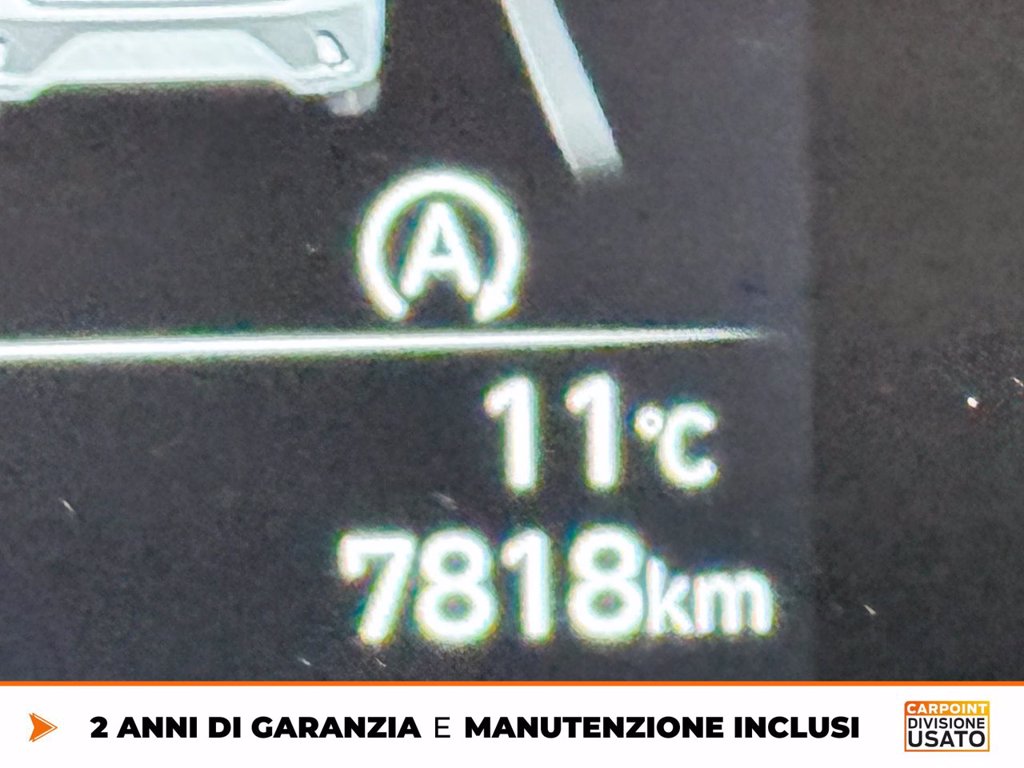 A
11°C
7818km
2 ANNI DI GARANZIA E MANUTENZIONE INCLUSI
CARPOINT
DIVISIONE
USATO